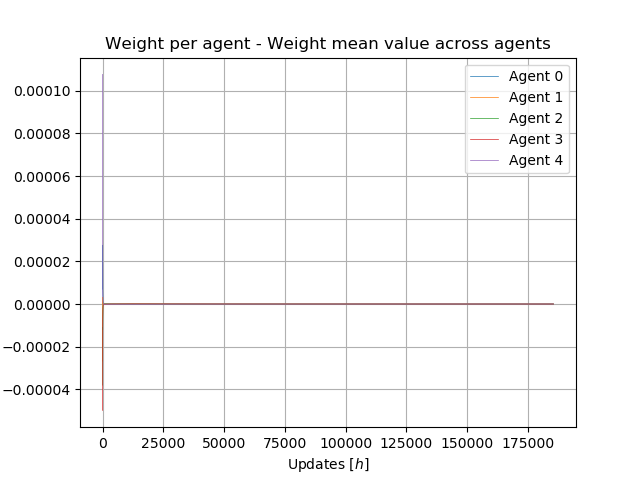 Weight per agent - Weight mean value across agents
0.00010
0.00008
0.00006
0.00004
0.00002
0.00000
−0.00002
−0.00004
Agent 0
Agent 1
Agent 2
Agent 3
Agent 4
0 25000 50000 75000 100000 125000 150000 175000
Updates [h]